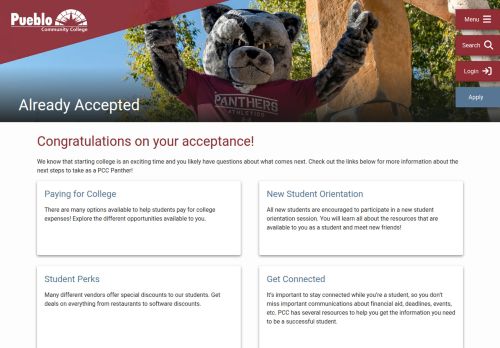 Pueblo
Community College
Menu
Search
Login
Apply
PANTHERS
ATHLETICS
Already Accepted
Congratulations on your acceptance!
We know that starting college is an exciting time and you likely have questions about what comes next. Check out the links below for more information about the
next steps to take as a PCC Panther!
Paying for College
There are many options available to help students pay for college
expenses! Explore the different opportunities available to you.
New Student Orientation
All new students are encouraged to participate in a new student
orientation session. You will learn all about the resources that are
available to you as a student and meet new friends!
Student Perks
Many different vendors offer special discounts to our students. Get
deals on everything from restaurants to software discounts.
Get Connected
It's important to stay connected while you're a student, so you don't
miss important communications about financial aid, deadlines, events,
etc. PCC has several resources to help you get the information you
need to be a successful student.